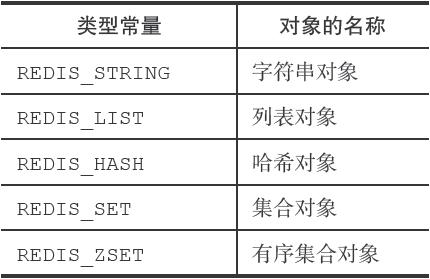 类型常量 对象的名称
REDIS_STRING 字符串对象
REDIS_LIST 列表对象
REDIS_HASH 哈希对象
REDIS_SET 集合对象
REDIS_ZSET 有序集合对象